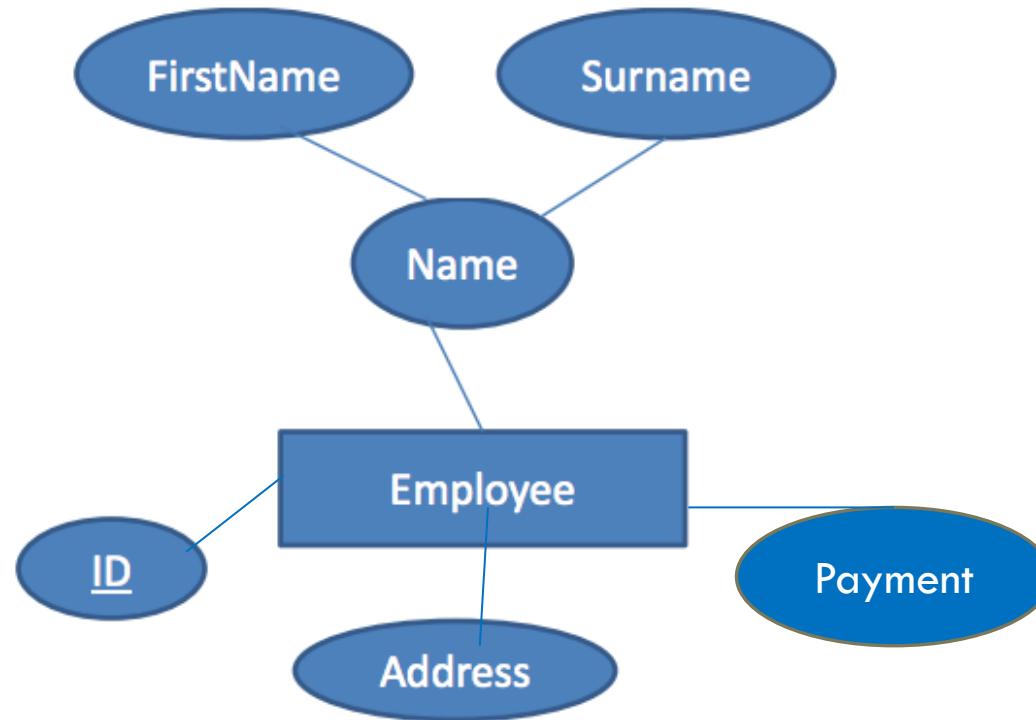 FirstName
Surname
Name
Employee
ID
Payment
Address